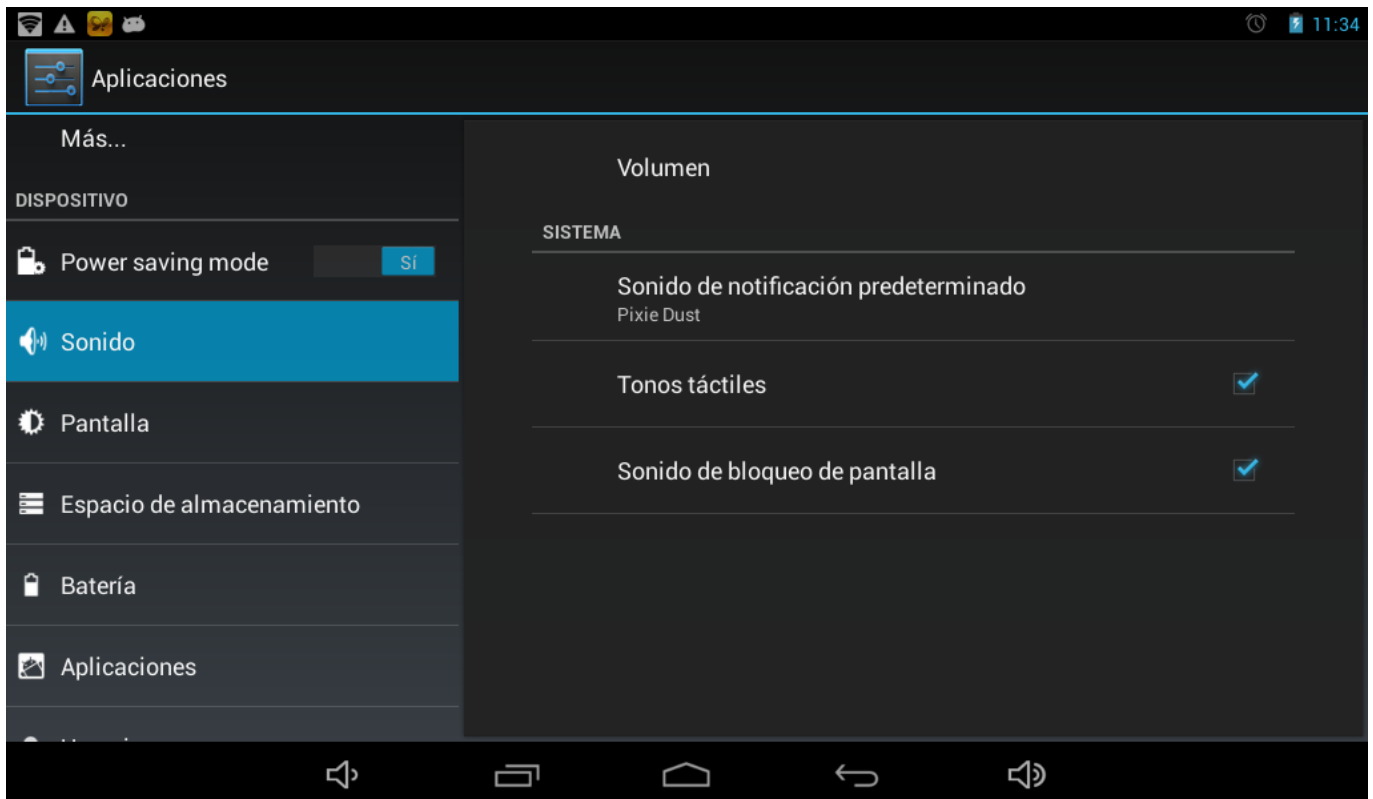 11:34
Aplicaciones
Más...
DISPOSITIVO
Power saving mode
Sí
Sonido
Pantalla
Espacio de almacenamiento
Batería
Aplicaciones
Volumen
SISTEMA
Sonido de notificación predeterminado
Pixie Dust
Tonos táctiles
Sonido de bloqueo de pantalla